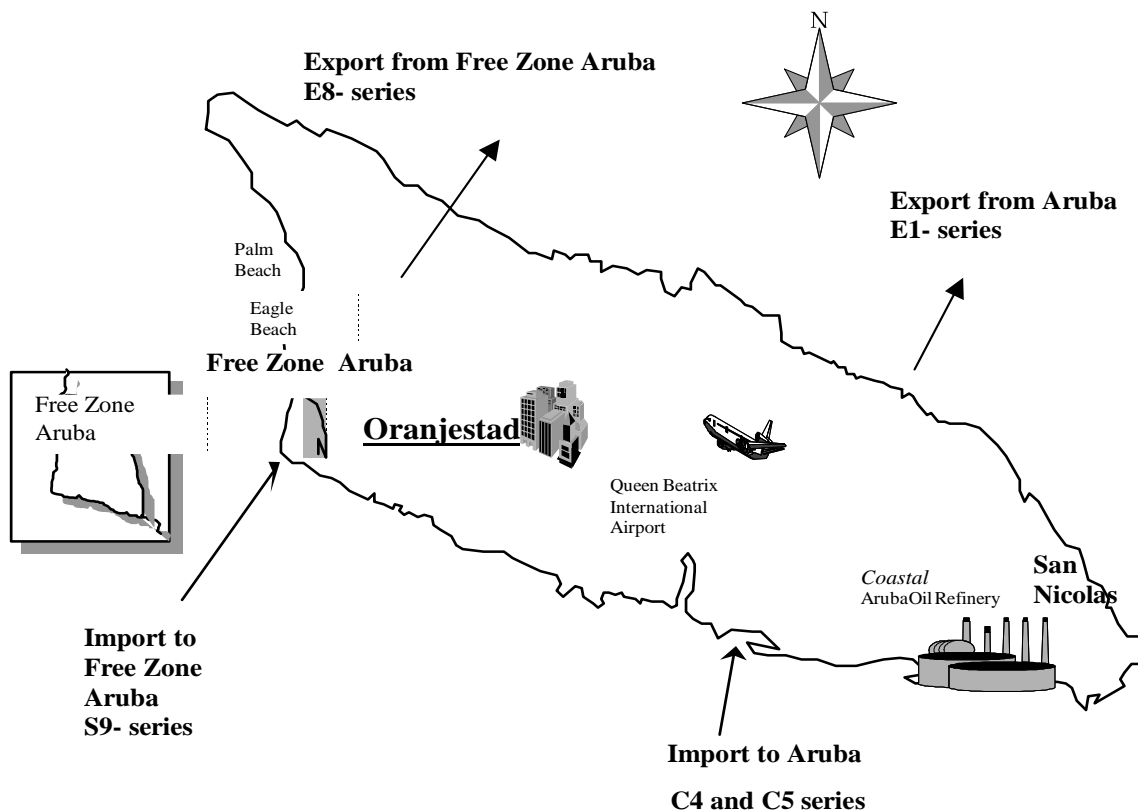 N
Export from Free Zone Aruba
E8- series
Export from Aruba
E1- series
Palm
Beach
Eagle
Beach
Free Zone Aruba
Free Zone
Aruba
N
Oranjestad
Queen Beatrix
International
Airport
Coastal
ArubaOil Refinery
San
Nicolas
Import to
Free Zone
Aruba
S9- series
Import to Aruba
C4 and C5 series